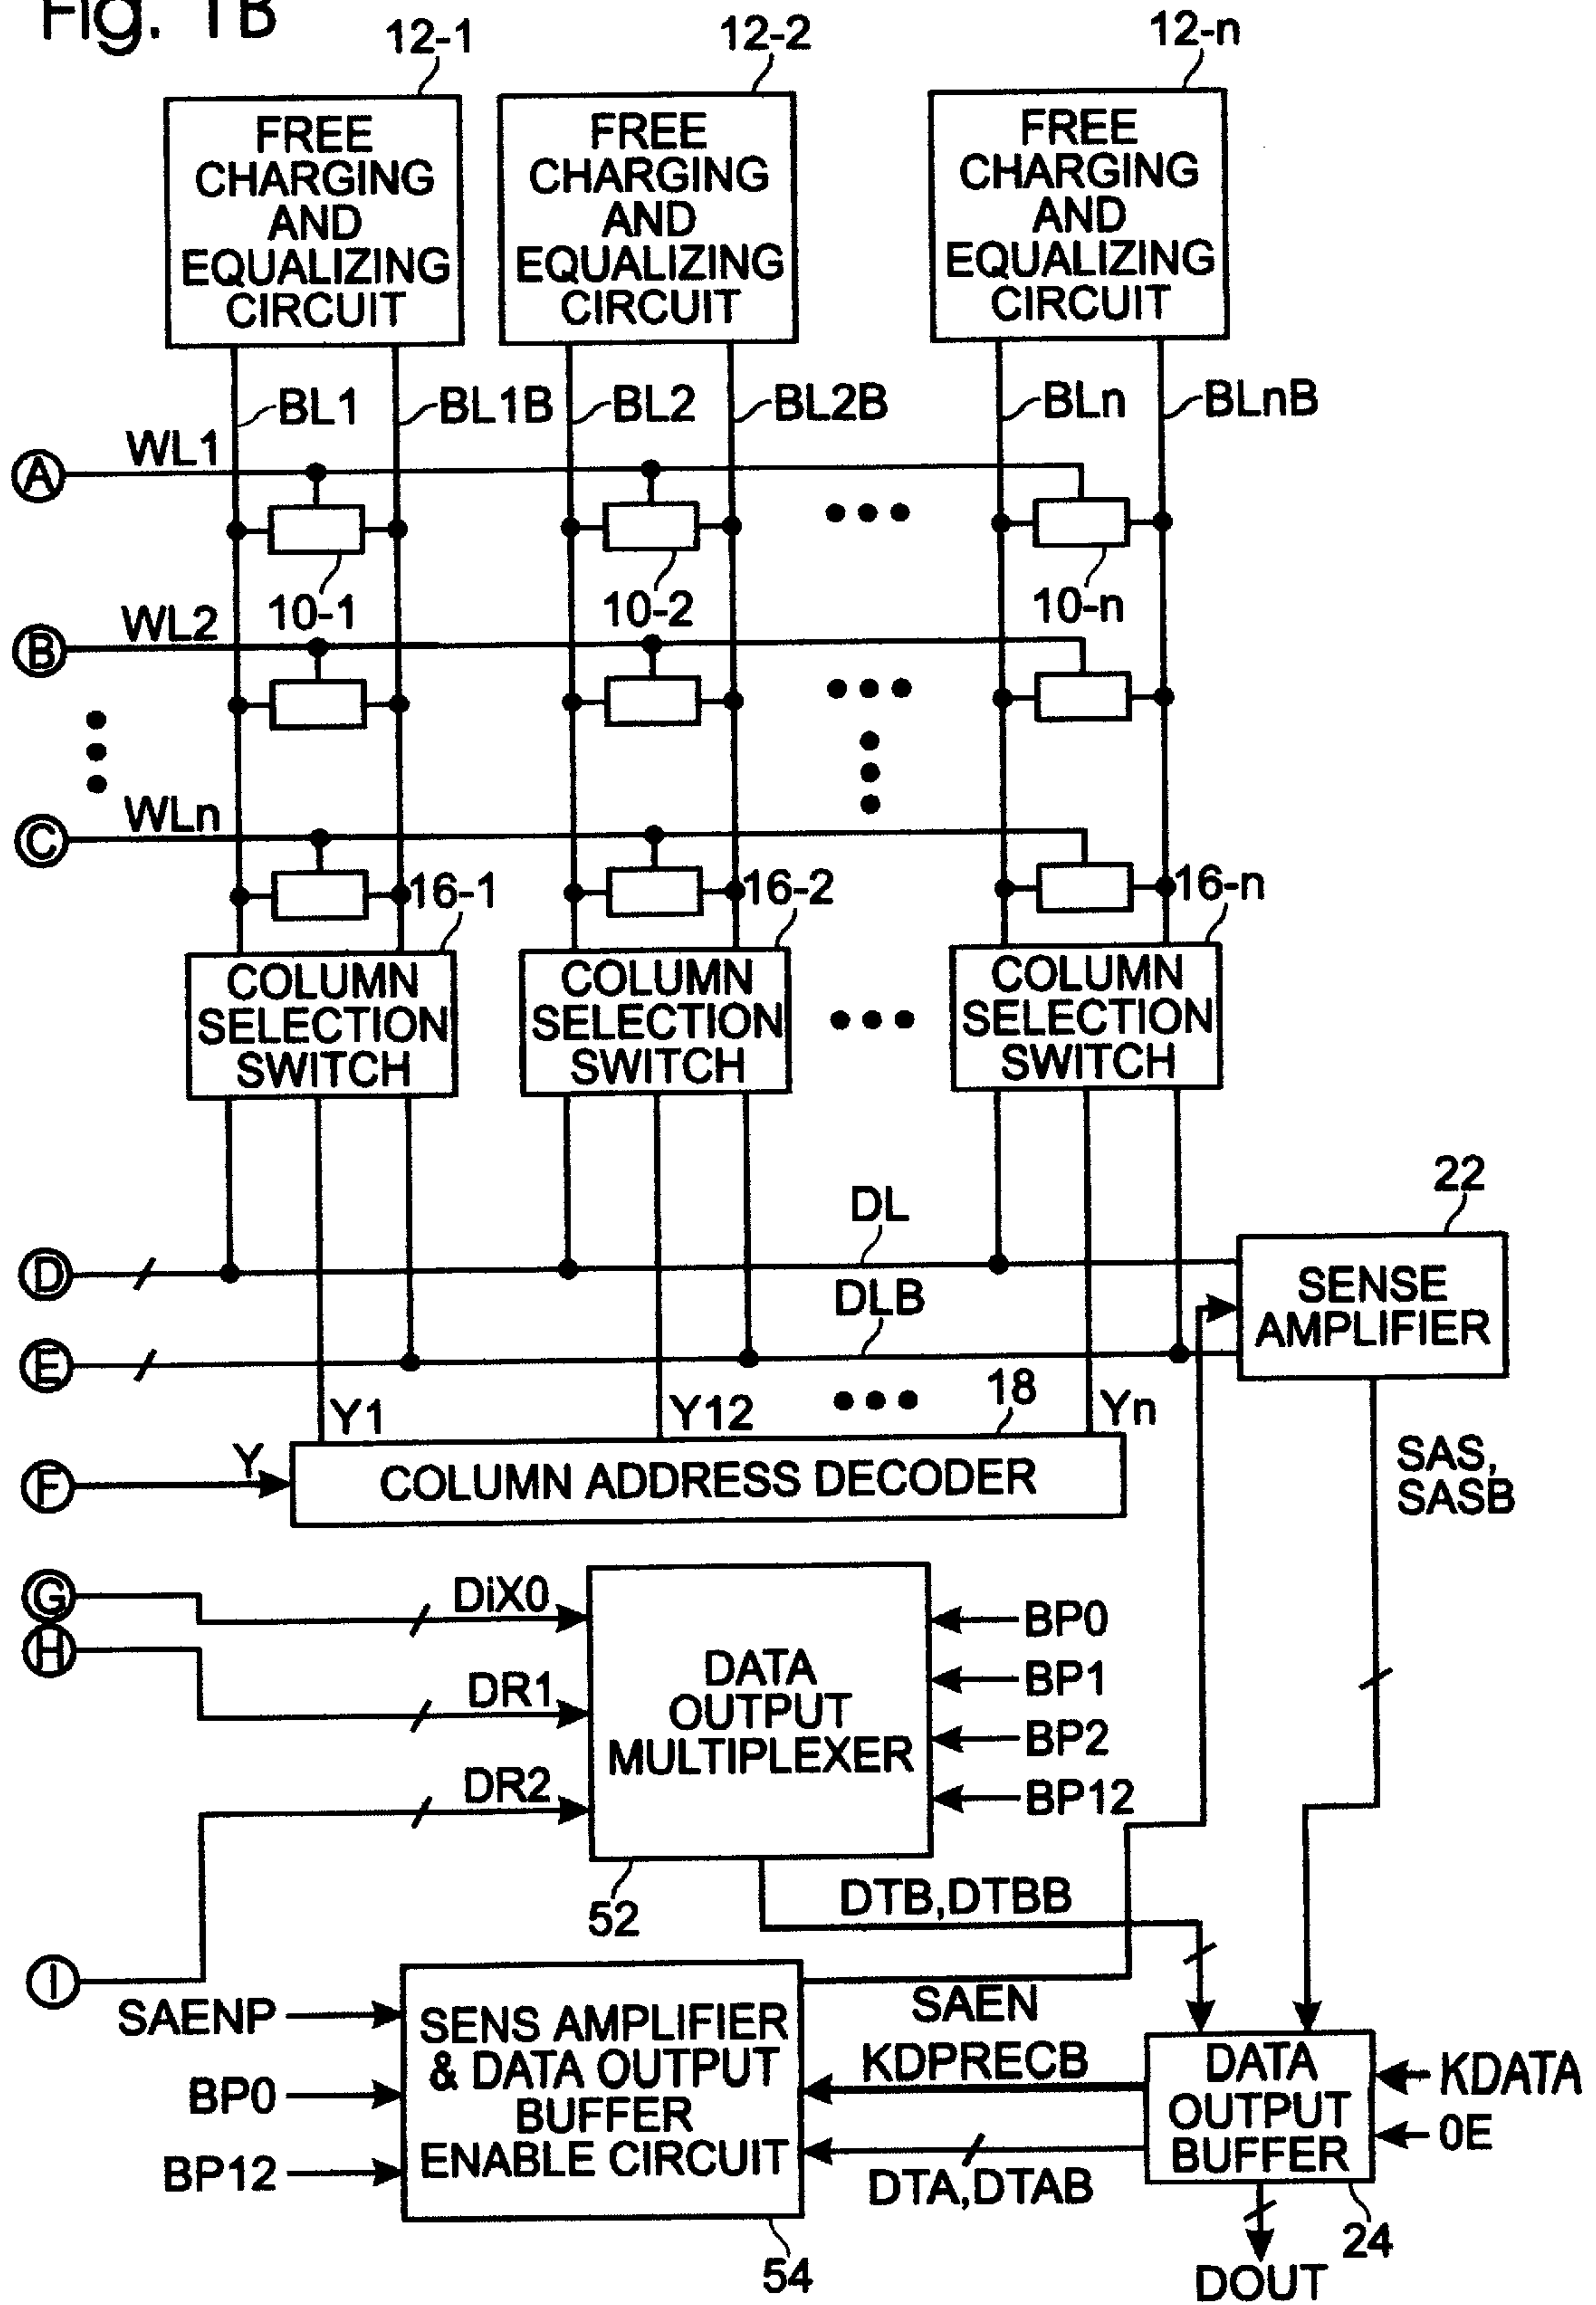 Fig. 1B
12-1
12-2
12-n
FREE
CHARGING
AND
EQUALIZING
CIRCUIT
FREE
CHARGING
AND
EQUALIZING
CIRCUIT
FREE
CHARGING
AND
EQUALIZING
CIRCUIT
BL1
BL1B
BL2
BL2B
BLn
BLnB
A
WL1
10-1
10-2
10-n
B
WL2
C
WLn
16-1
16-2
16-n
COLUMN
SELECTION
SWITCH
COLUMN
SELECTION
SWITCH
COLUMN
SELECTION
SWITCH
D
DL
22
SENSE
AMPLIFIER
E
DLB
Y1
Y12
18
Yn
F
Y
COLUMN ADDRESS DECODER
SAS,
SASB
G
DiX0
H
DR1
DR2
I
DATA
OUTPUT
MULTIPLEXER
BP0
BP1
BP2
BP12
52
DTB,DTBB
SAENP
BP0
BP12
SENS AMPLIFIER
& DATA OUTPUT
BUFFER
ENABLE CIRCUIT
54
SAEN
KDPRECB
DTA,DTAB
DATA
OUTPUT
BUFFER
KDATA
0E
24
DOUT